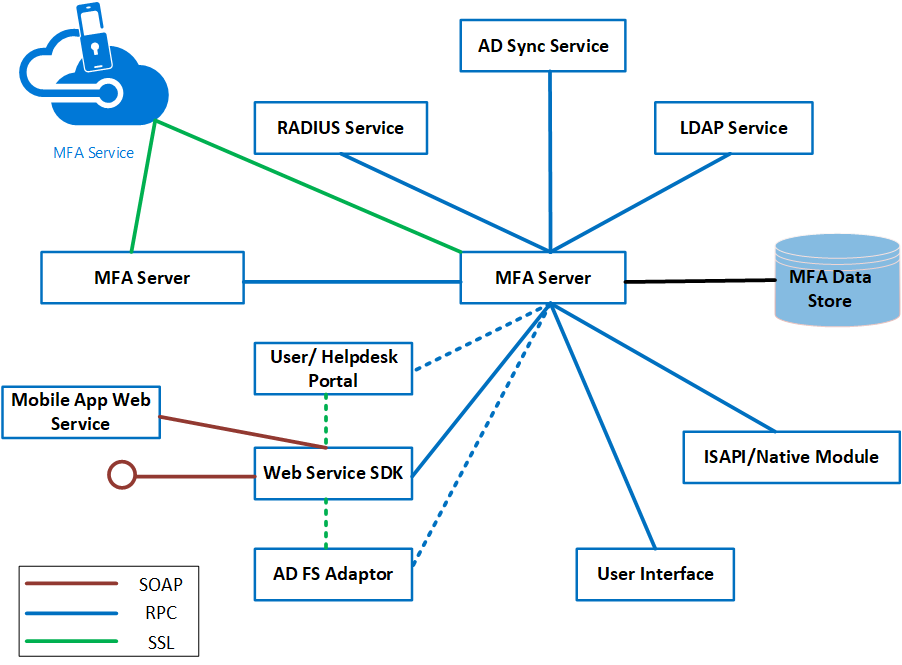 AD Sync Service
RADIUS Service
LDAP Service
MFA Service
MFA Server
MFA Server
MFA Data
Store
User/ Helpdesk
Portal
Mobile App Web
Service
Web Service SDK
ISAPI/Native Module
AD FS Adaptor
User Interface
SOAP
RPC
SSL